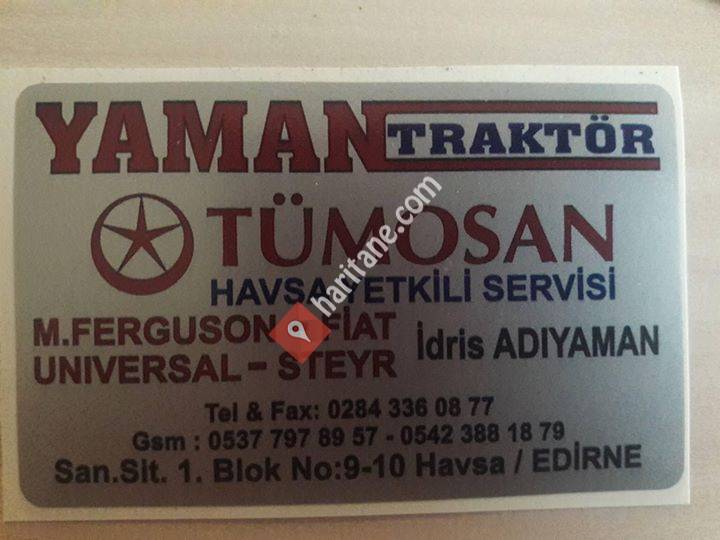 YAMAN TRAKTÖR
TÜMOSAN
HAVSA YETKİLİ SERVİSİ
M.FERGUSON - FİAT
UNIVERSAL - STEYR
İdris ADIYAMAN
Tel & Fax: 0284 336 08 77
Gsm : 0537 797 89 57 - 0542 388 18 79
San.Sit. 1. Blok No:9-10 Havsa / EDİRNE
haritane.com